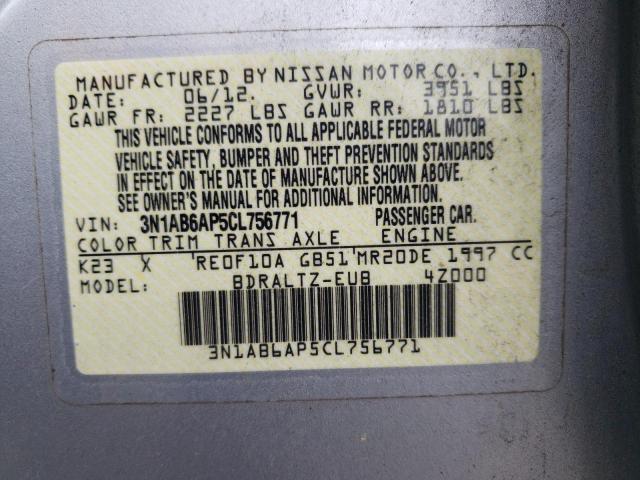 MANUFACTURED BY NISSAN MOTOR CO., LTD.
DATE: 06/12. GVWR: 3951 LBS
GAWR FR: 2227 LBS GAWR RR: 1810 LBS
THIS VEHICLE CONFORMS TO ALL APPLICABLE FEDERAL MOTOR
VEHICLE SAFETY, BUMPER AND THEFT PREVENTION STANDARDS
IN EFFECT ON THE DATE OF MANUFACTURE SHOWN ABOVE.
SEE OWNER'S MANUAL FOR ADDITIONAL INFORMATION.
VIN: 3N1AB6AP5CL756771 PASSENGER CAR.
COLOR TRIM TRANS AXLE ENGINE
K23 X 'RE0F10A GB51'MR20DE 1997 CC
MODEL: BDRALTZ-EUB 4Z000
3N1AB6AP5CL756771